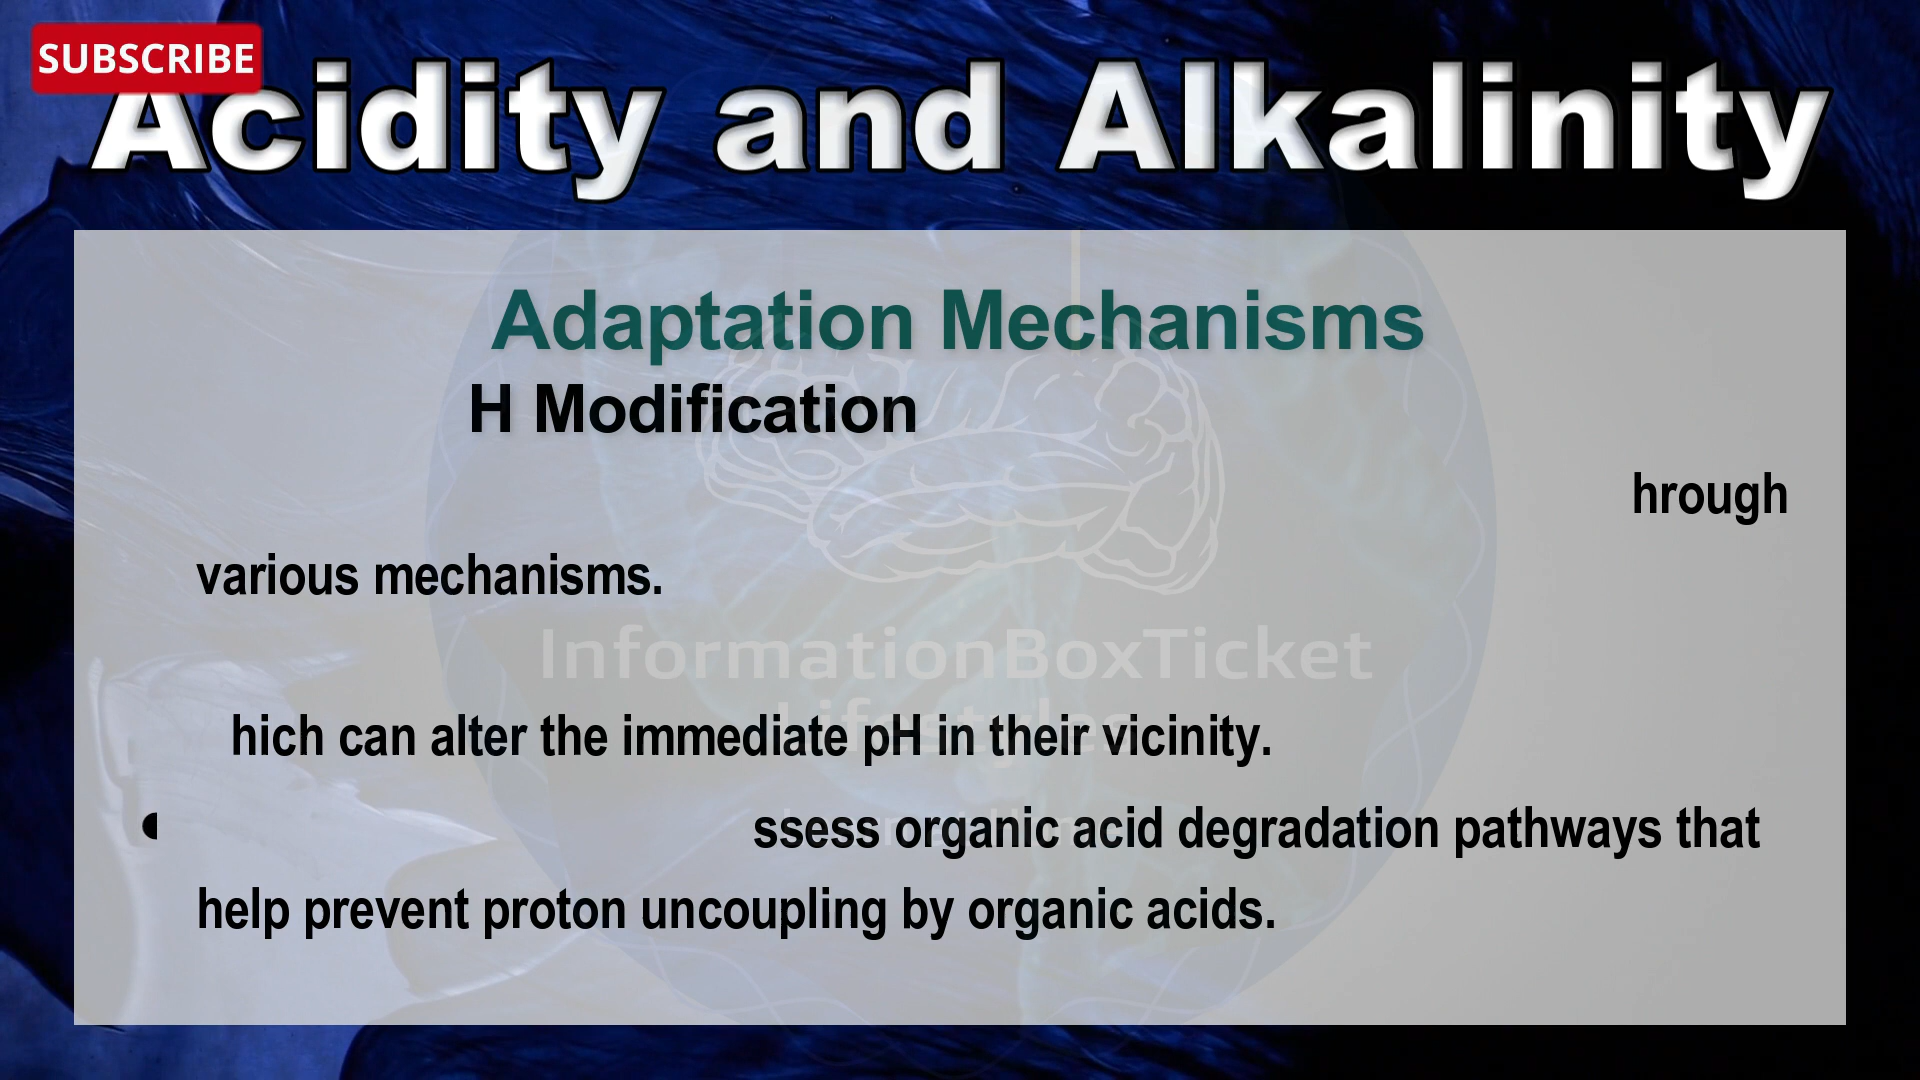 SUBSCRIBE
Acidity and Alkalinity
Adaptation Mechanisms
H Modification
hrough
various mechanisms.
InformationBoxTicket
Lifestyles
hich can alter the immediate pH in their vicinity.
ssess organic acid degradation pathways that
help prevent proton uncoupling by organic acids.